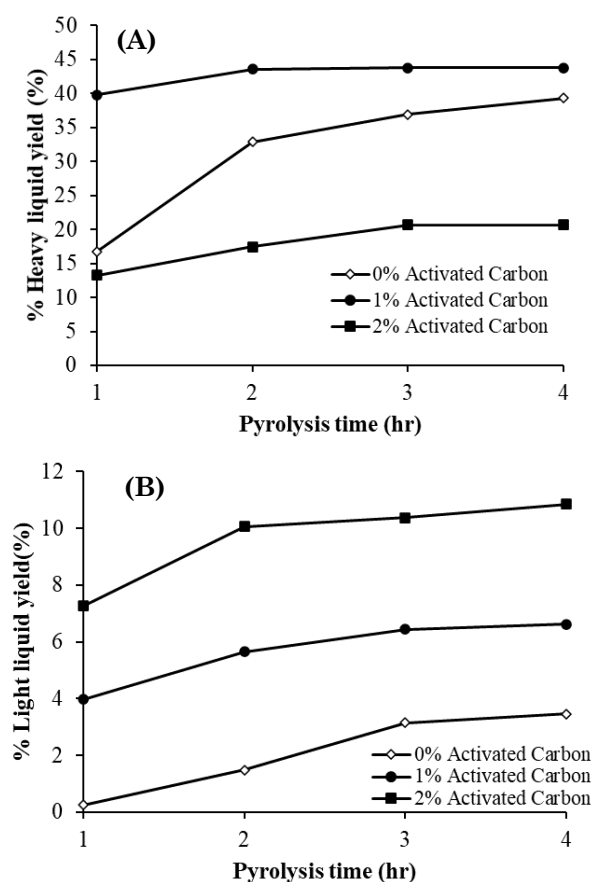 (A)
50
45
40
35
30
25
20
15
10
5
0
% Heavy liquid yield (%)
0% Activated Carbon
1% Activated Carbon
2% Activated Carbon
1 2 3 4
Pyrolysis time (hr)
(B)
12
10
8
6
4
2
0
% Light liquid yield(%)
0% Activated Carbon
1% Activated Carbon
2% Activated Carbon
1 2 3 4
Pyrolysis time (hr)